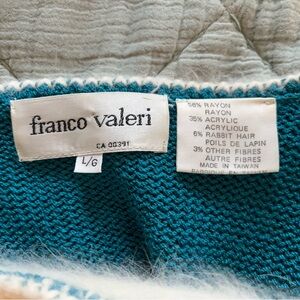 franco valeri
CA 00391
L/G
56% RAYON
RAYON
35% ACRYLIC
ACRYLIQUE
6% RABBIT HAIR
POILS DE LAPIN
3% OTHER FIBRES
AUTRE FIBRES
MADE IN TAIWAN